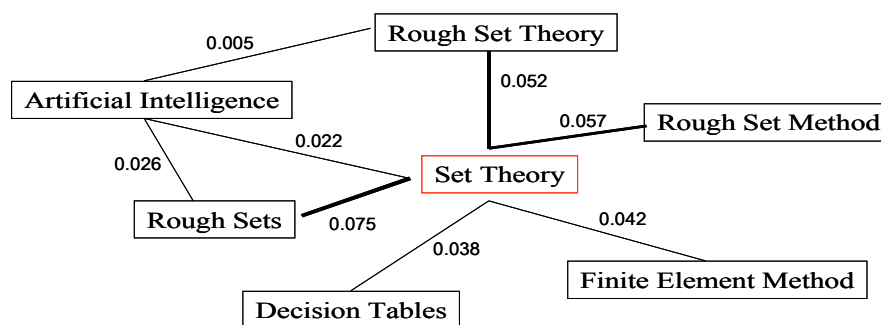 Rough Set Theory
0.005
0.052
Artificial Intelligence
0.057
Rough Set Method
0.022
0.026
Set Theory
Rough Sets
0.075
0.042
0.038
Finite Element Method
Decision Tables